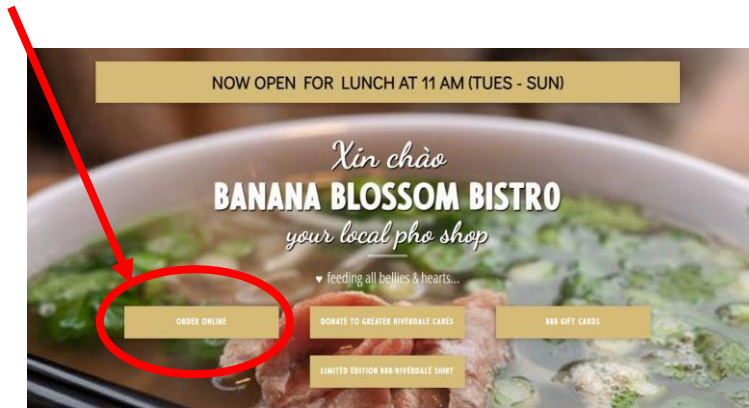 NOW OPEN FOR LUNCH AT 11 AM (TUES - SUN)
Xin chào
BANANA BLOSSOM BISTRO
your local pho shop
♥ feeding all bellies & hearts...
ORDER ONLINE
DONATE TO GREATER RIVERDALE CARES
BBB GIFT CARDS
LIMITED EDITION BBB/RIVERDALE SHIRT